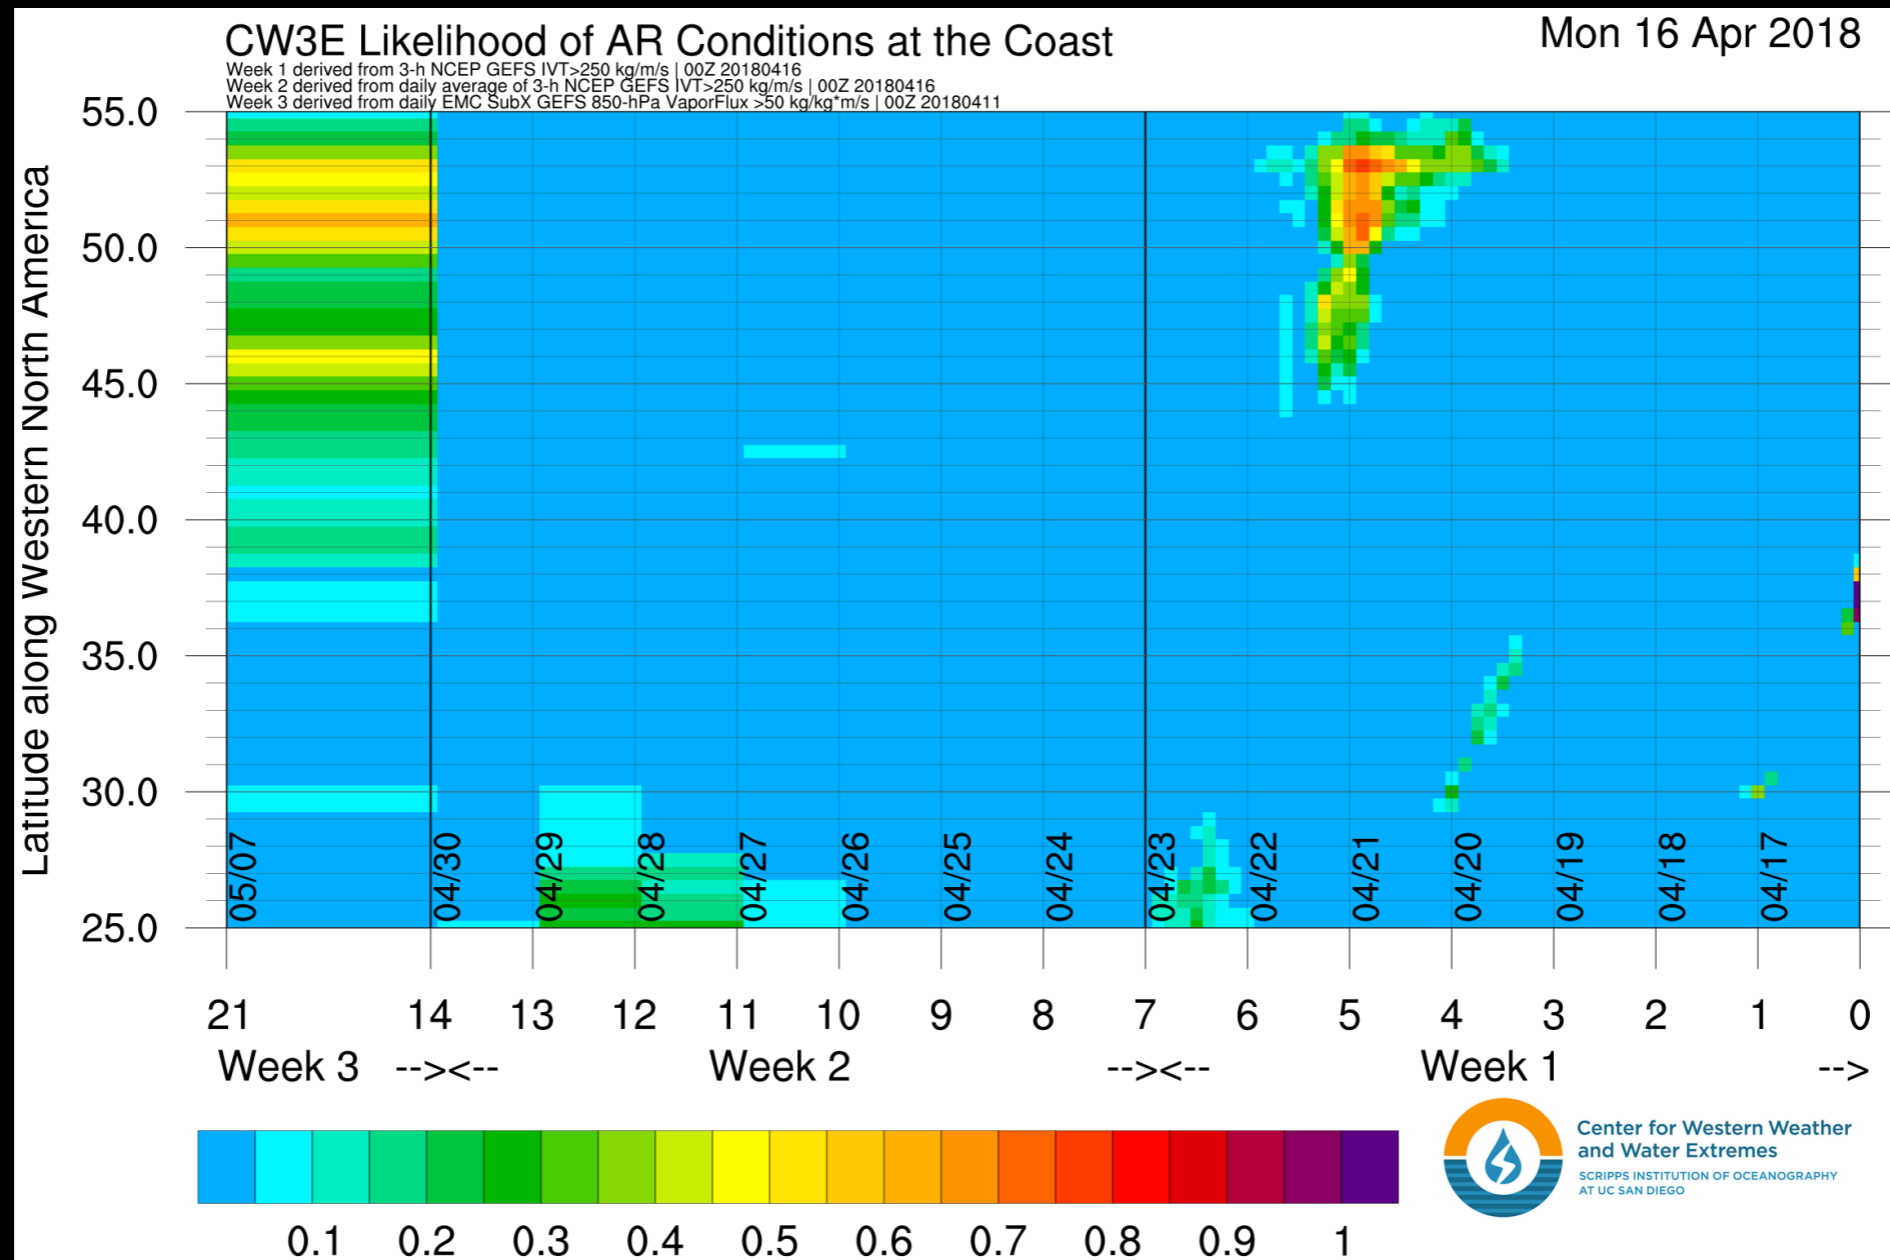 CW3E Likelihood of AR Conditions at the Coast
Mon 16 Apr 2018
Week 1 derived from 3-h NCEP GEFS IVT>250 kg/m/s | 00Z 20180416
Week 2 derived from daily average of 3-h NCEP GEFS IVT>250 kg/m/s | 00Z 20180416
Week 3 derived from daily EMC SubX GEFS 850-hPa VaporFlux >50 kg/kg*m/s | 00Z 20180411
Latitude along Western North America
55.0
50.0
45.0
40.0
35.0
30.0
25.0
05/07
04/30
04/29
04/28
04/27
04/26
04/25
04/24
04/23
04/22
04/21
04/20
04/19
04/18
04/17
21 14 13 12 11 10 9 8 7 6 5 4 3 2 1 0
Week 3 --><-- Week 2 --><-- Week 1 -->
0.1 0.2 0.3 0.4 0.5 0.6 0.7 0.8 0.9 1
Center for Western Weather
and Water Extremes
SCRIPPS INSTITUTION OF OCEANOGRAPHY
AT UC SAN DIEGO